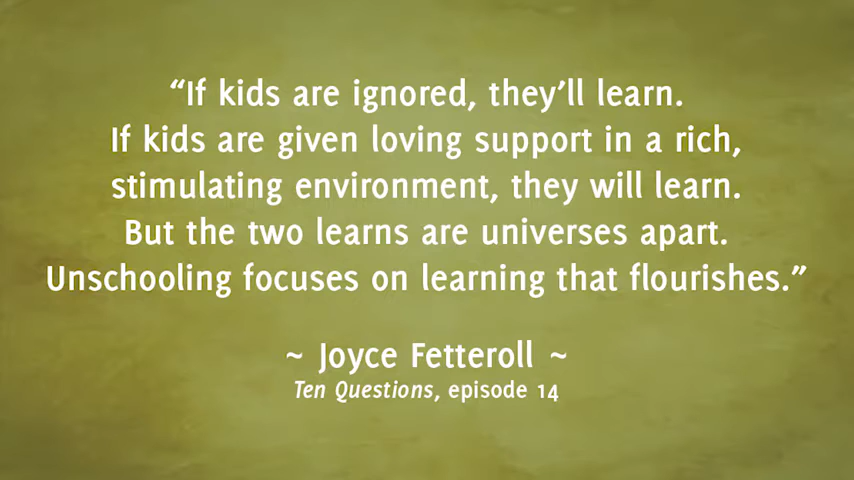 “If kids are ignored, they’ll learn.
If kids are given loving support in a rich,
stimulating environment, they will learn.
But the two learns are universes apart.
Unschooling focuses on learning that flourishes.”
~ Joyce Fetteroll ~
Ten Questions, episode 14